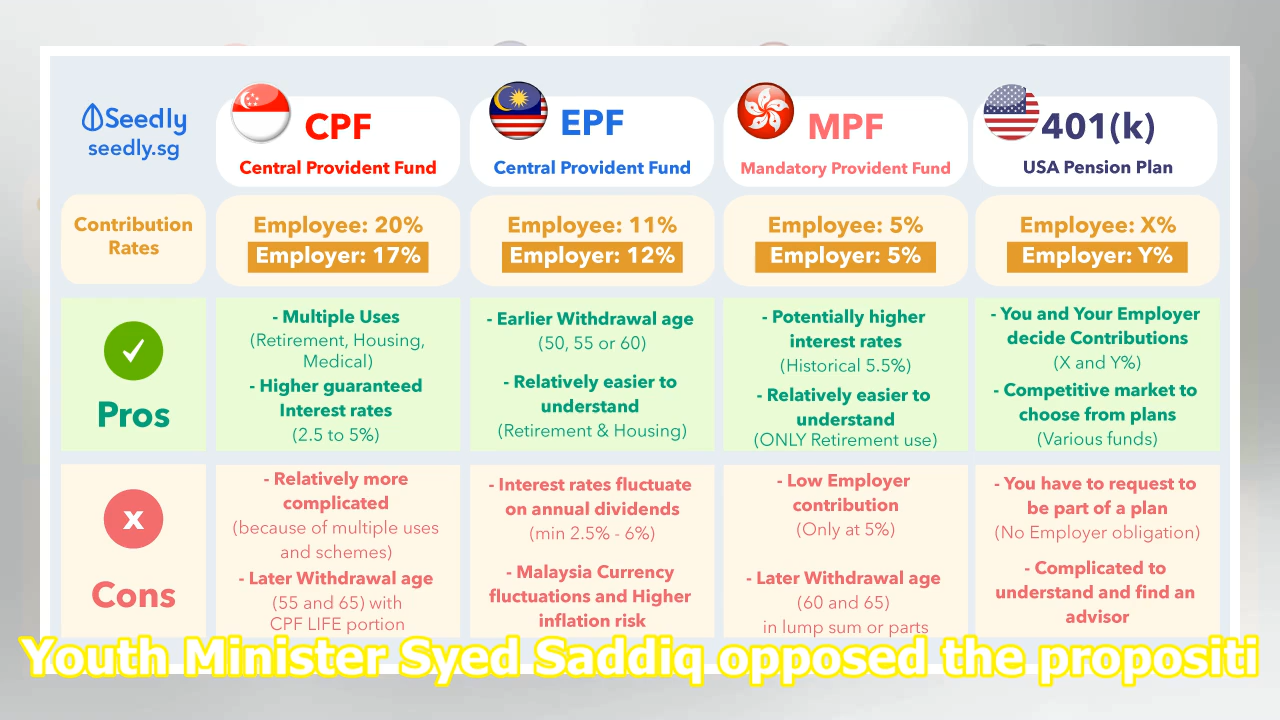 Seedly
seedly.sg
CPF
Central Provident Fund
EPF
Central Provident Fund
MPF
Mandatory Provident Fund
401(k)
USA Pension Plan
Contribution
Rates
Employee: 20%
Employer: 17%
Employee: 11%
Employer: 12%
Employee: 5%
Employer: 5%
Employee: X%
Employer: Y%
Pros
- Multiple Uses
(Retirement, Housing,
Medical)
- Higher guaranteed
Interest rates
(2.5 to 5%)
- Earlier Withdrawal age
(50, 55 or 60)
- Relatively easier to
understand
(Retirement & Housing)
- Potentially higher
interest rates
(Historical 5.5%)
- Relatively easier to
understand
(ONLY Retirement use)
- You and Your Employer
decide Contributions
(X and Y%)
- Competitive market to
choose from plans
(Various funds)
x
Cons
- Relatively more
complicated
(because of multiple uses
and schemes)
- Later Withdrawal age
(55 and 65) with
CPF LIFE portion
- Interest rates fluctuate
on annual dividends
(min 2.5% - 6%)
- Malaysia Currency
fluctuations and Higher
inflation risk
- Low Employer
contribution
(Only at 5%)
- Later Withdrawal age
(60 and 65)
in lump sum or parts
- You have to request to
be part of a plan
(No Employer obligation)
- Complicated to
understand and find an
advisor
Youth Minister Syed Saddiq opposed the propositi